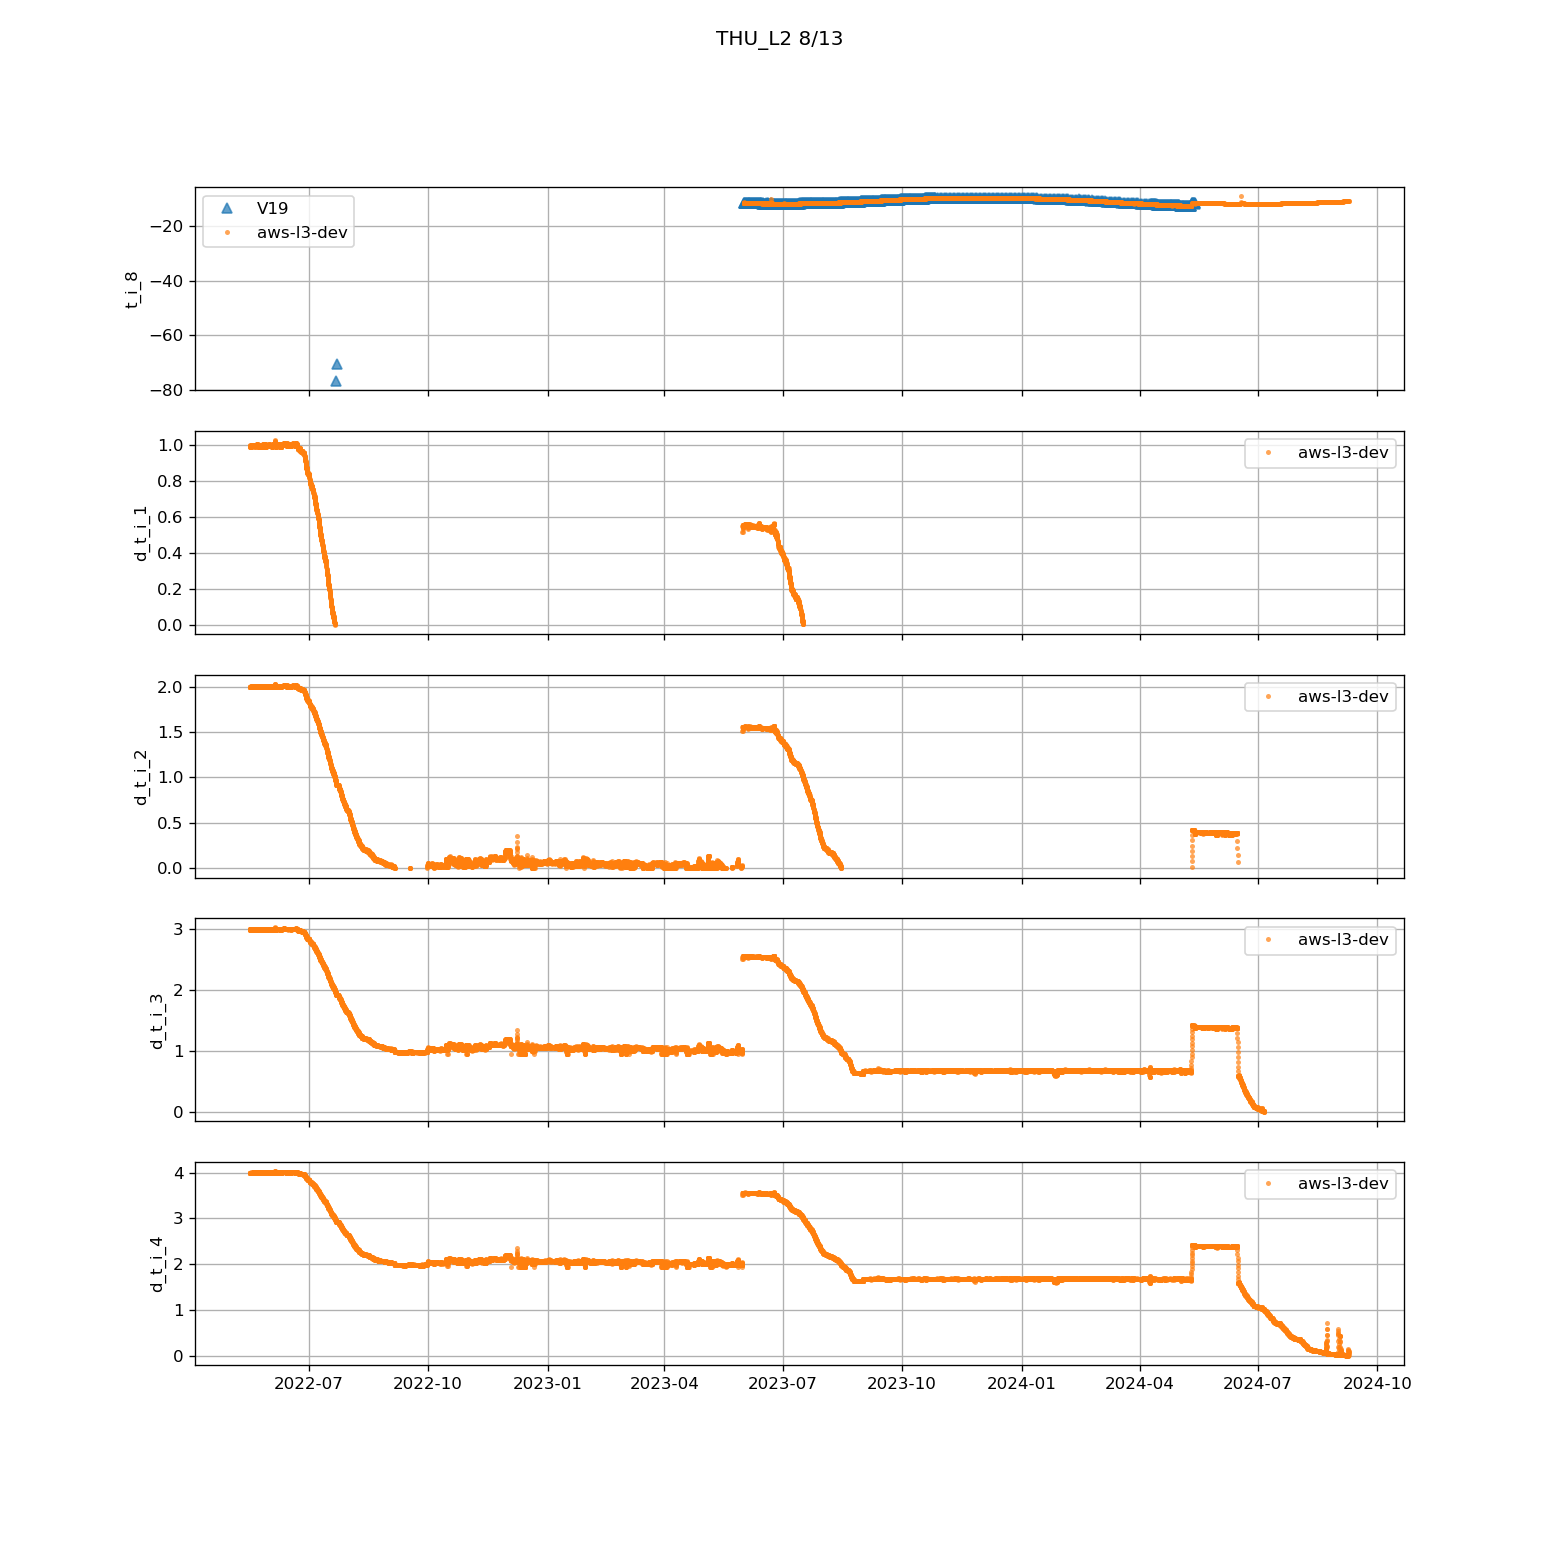 THU_L2 8/13
V19
aws-l3-dev
−20
−40
−60
−80
t_i_8
aws-l3-dev
1.0
0.8
0.6
0.4
0.2
0.0
d_t_i_1
aws-l3-dev
2.0
1.5
1.0
0.5
0.0
d_t_i_2
aws-l3-dev
3
2
1
0
d_t_i_3
aws-l3-dev
4
3
2
1
0
d_t_i_4
2022-07 2022-10 2023-01 2023-04 2023-07 2023-10 2024-01 2024-04 2024-07 2024-10